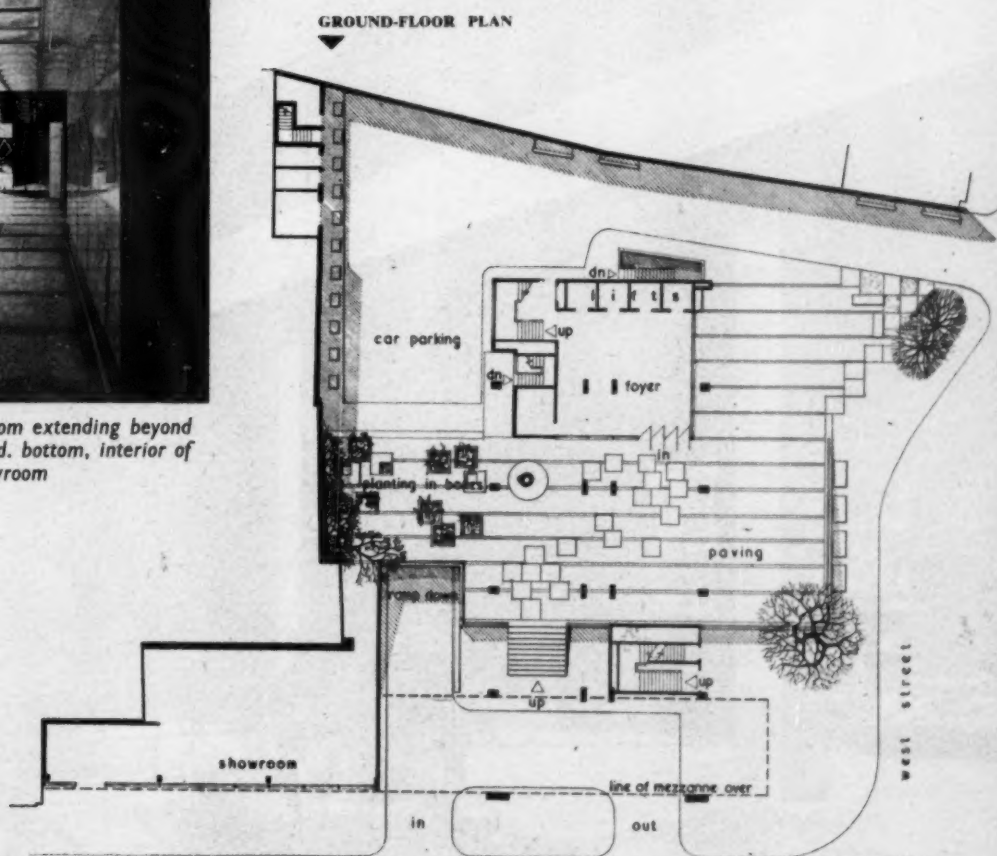 GROUND-FLOOR PLAN
om extending beyond
d. bottom, interior of
wroom
dn
lifts
up
car parking
foyer
dn
in
planting in boxes
paving
ramp down
up
up
showroom
line of mezzanine over
west street
in
out